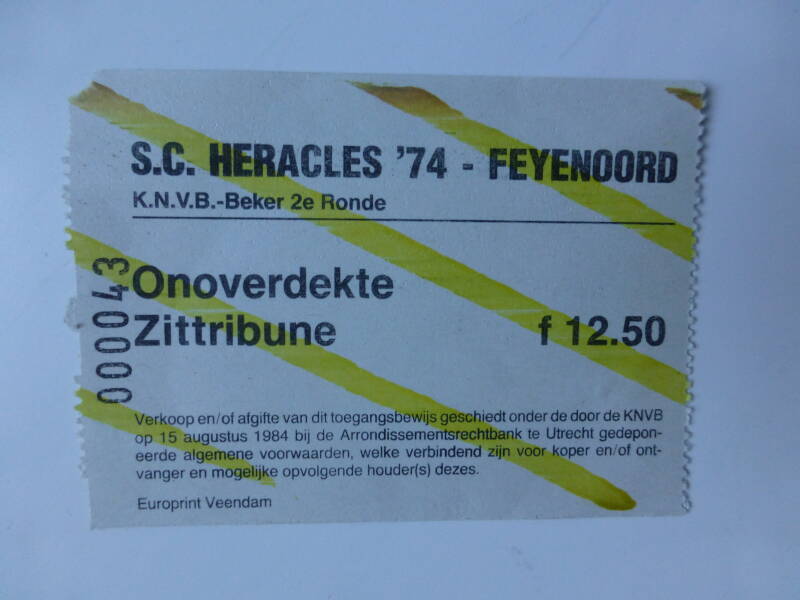 S.C. HERACLES '74 - FEYENOORD
K.N.V.B.-Beker 2e Ronde
Onoverdekte
Zittribune f 12.50
0000043
Verkoop en/of afgifte van dit toegangsbewijs geschiedt onder de door de KNVB
op 15 augustus 1984 bij de Arrondissementsrechtbank te Utrecht gedepon-
eerde algemene voorwaarden, welke verbindend zijn voor koper en/of ont-
vanger en mogelijke opvolgende houder(s) dezes.
Europrint Veendam